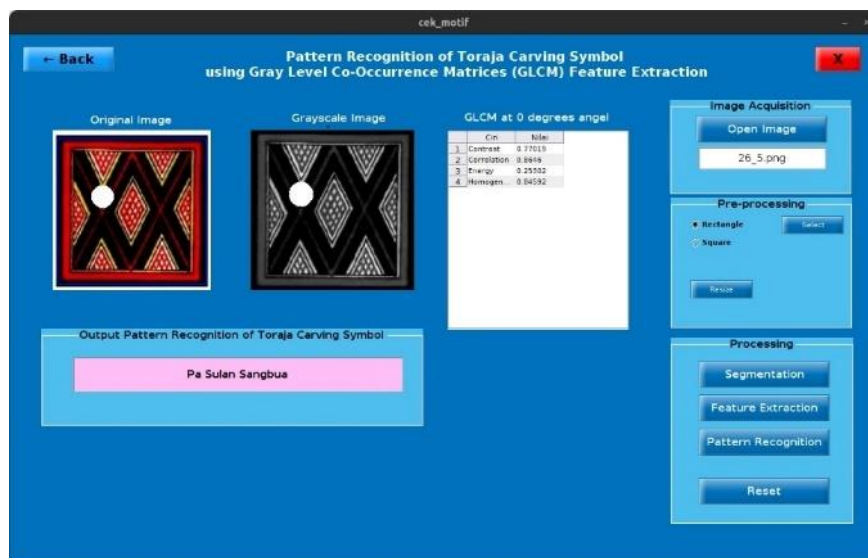 cek_motif
← Back
Pattern Recognition of Toraja Carving Symbol
using Gray Level Co-Occurrence Matrices (GLCM) Feature Extraction
X
Original Image
Grayscale Image
GLCM at 0 degrees angel
Ciri Nilai
1 Contrast 0.77019
2 Correlation 0.8646
3 Energy
4 Homogen... 0.84592
Image Acquisition
Open Image
26_5.png
Pre-processing
Rectangle
Select
Square
Resize
Output Pattern Recognition of Toraja Carving Symbol
Pa Sulan Sangbua
Processing
Segmentation
Feature Extraction
Pattern Recognition
Reset